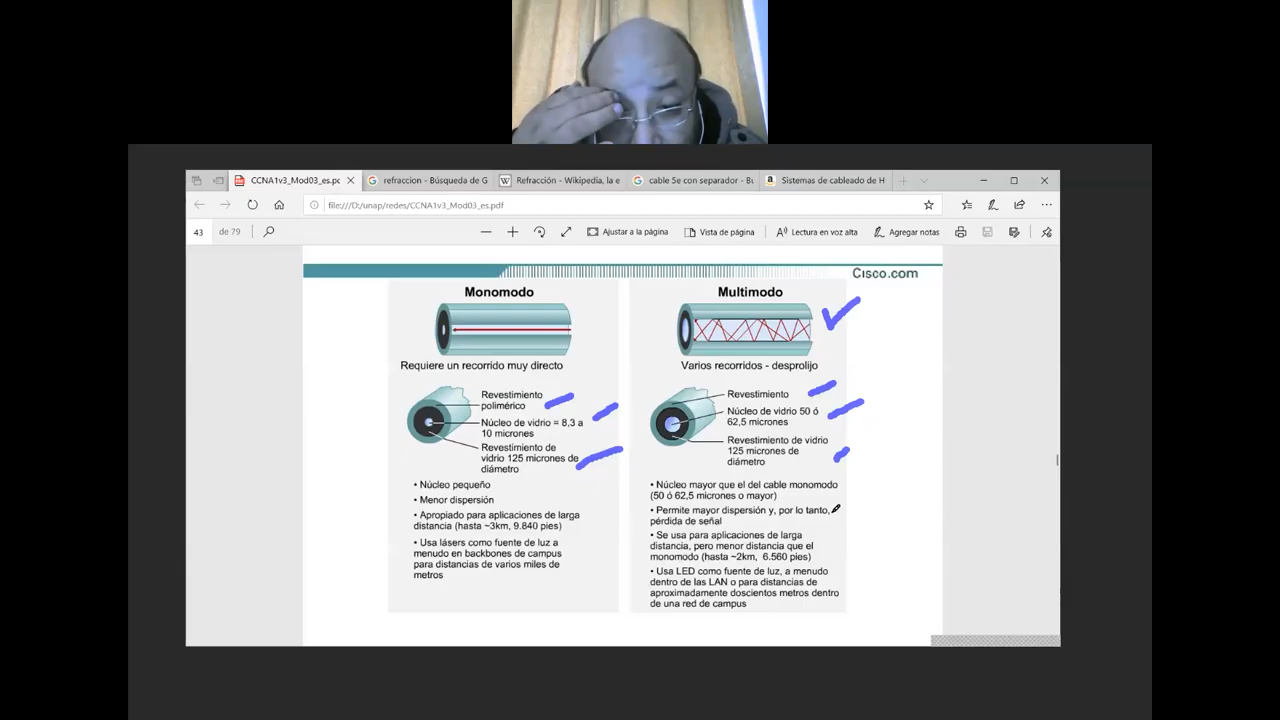 CCNA1v3_Mod03_es.pc
refraccion - Búsqueda de G
Refracción - Wikipedia, la e
cable 5e con separador - Bu
Sistemas de cableado de H
file:///D:/unap/redes/CCNA1v3_Mod03_es.pdf
43 de 79
Ajustar a la página
Vista de página
Lectura en voz alta
Agregar notas
Cisco.com
Monomodo
Requiere un recorrido muy directo
Revestimiento
polimérico
Núcleo de vidrio = 8,3 a
10 micrones
Revestimiento de
vidrio 125 micrones de
diámetro
• Núcleo pequeño
• Menor dispersión
• Apropiado para aplicaciones de larga
distancia (hasta ~3km, 9.840 pies)
• Usa lásers como fuente de luz a
menudo en backbones de campus
para distancias de varios miles de
metros
Multimodo
Varios recorridos - desprolijo
Revestimiento
Núcleo de vidrio 50 ó
62,5 micrones
Revestimiento de vidrio
125 micrones de
diámetro
• Núcleo mayor que el del cable monomodo
(50 ó 62,5 micrones o mayor)
• Permite mayor dispersión y, por lo tanto,
pérdida de señal
• Se usa para aplicaciones de larga
distancia, pero menor distancia que el
monomodo (hasta ~2km, 6.560 pies)
• Usa LED como fuente de luz, a menudo
dentro de las LAN o para distancias de
aproximadamente doscientos metros dentro
de una red de campus